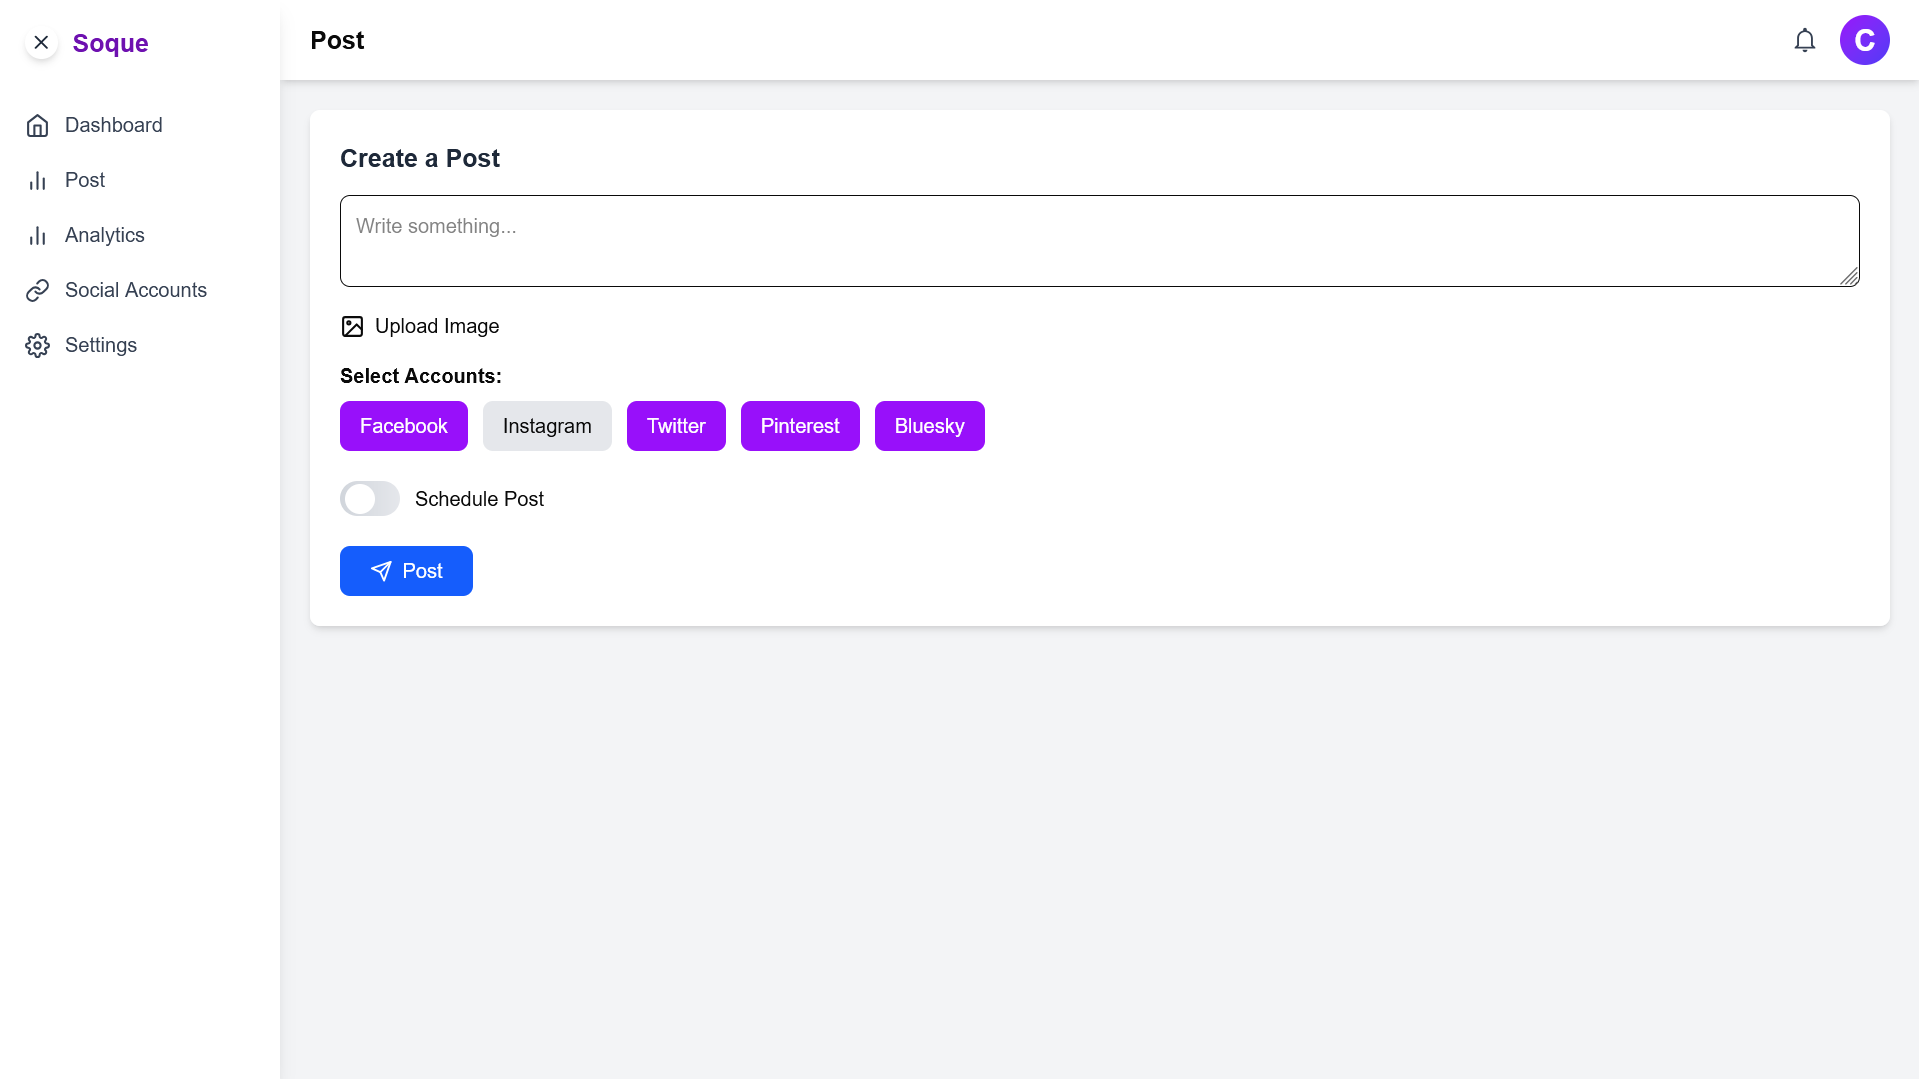 Soque
Dashboard
Post
Analytics
Social Accounts
Settings
Post
C
Create a Post
Write something...
Upload Image
Select Accounts:
Facebook Instagram Twitter Pinterest Bluesky
Schedule Post
Post